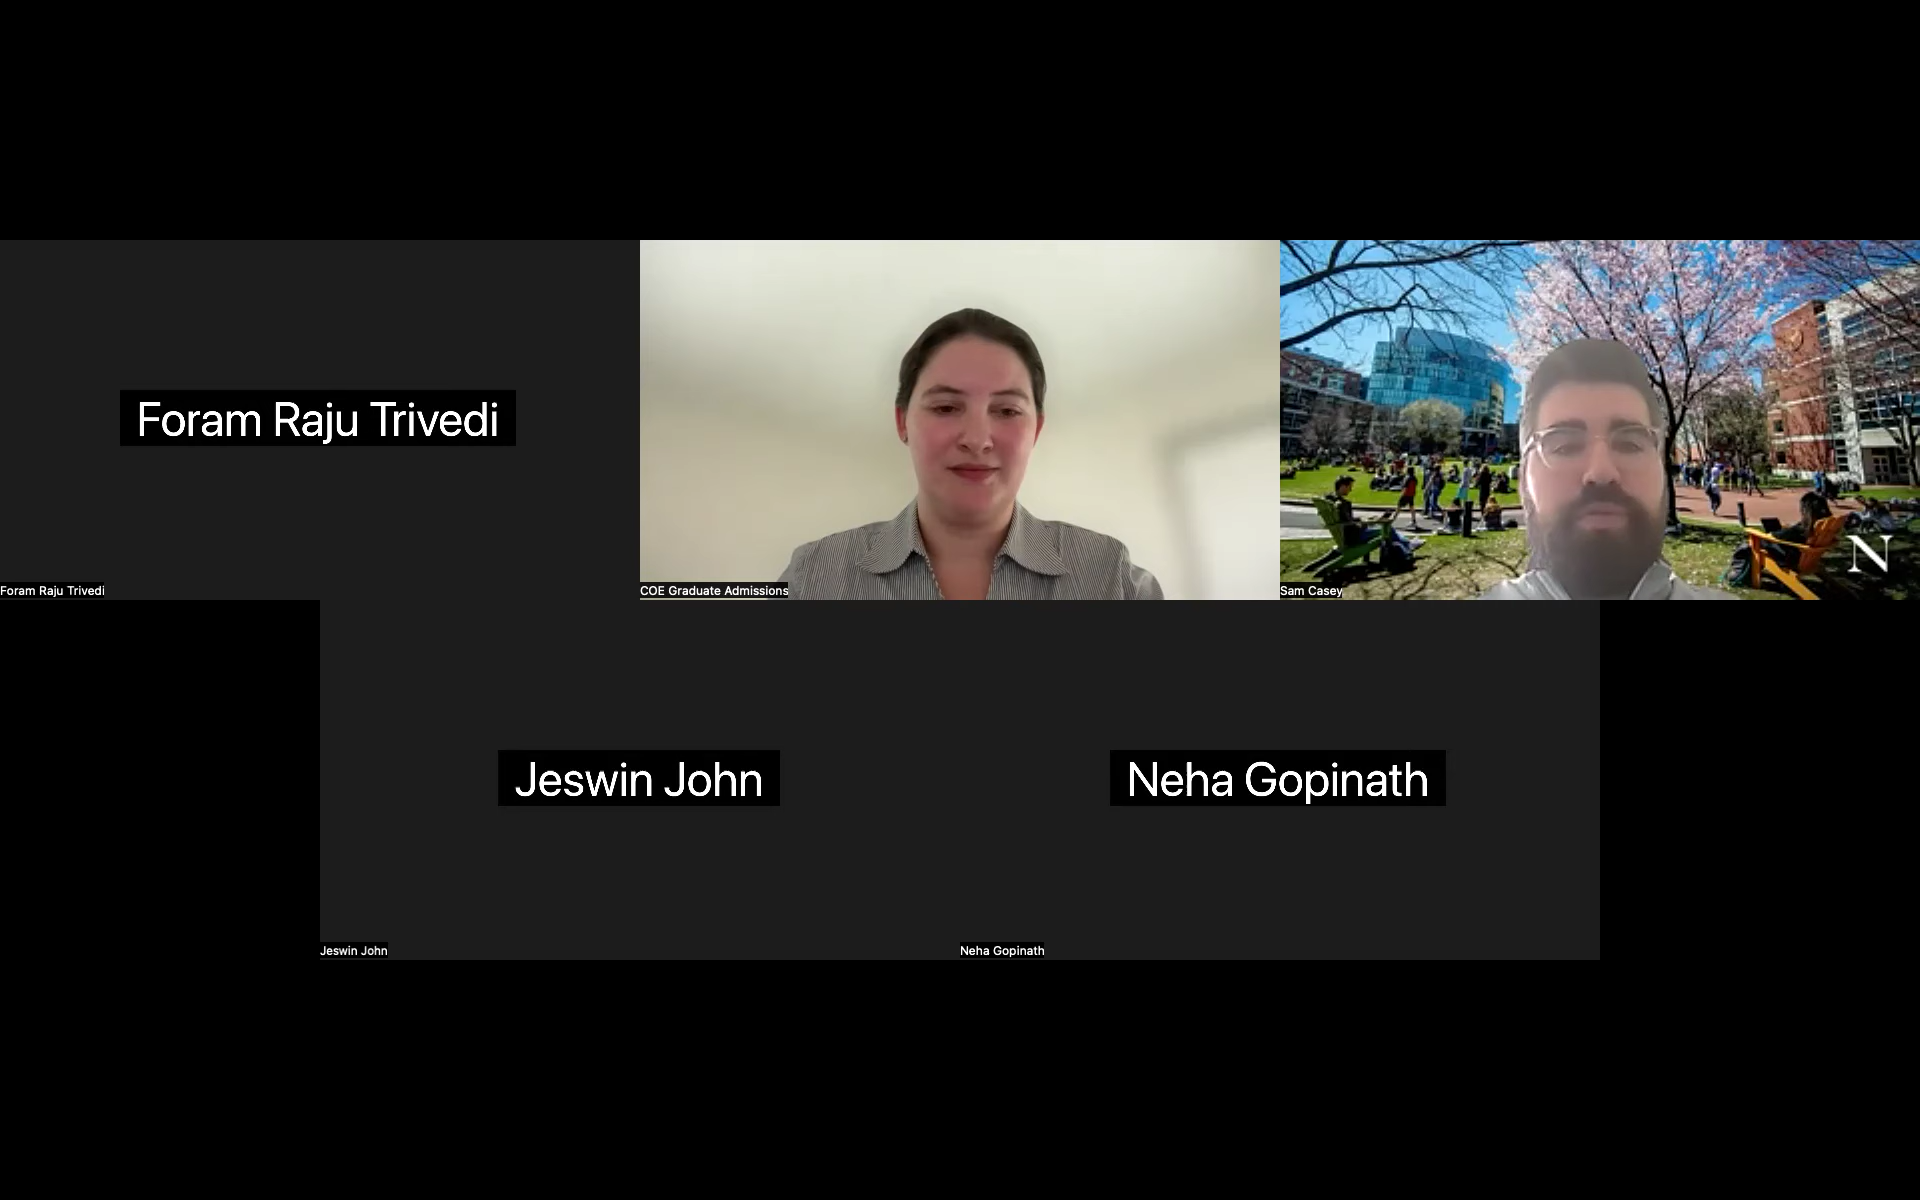 Foram Raju Trivedi
Foram Raju Trivedi
COE Graduate Admissions
N
Sam Casey
Jeswin John
Jeswin John
Neha Gopinath
Neha Gopinath